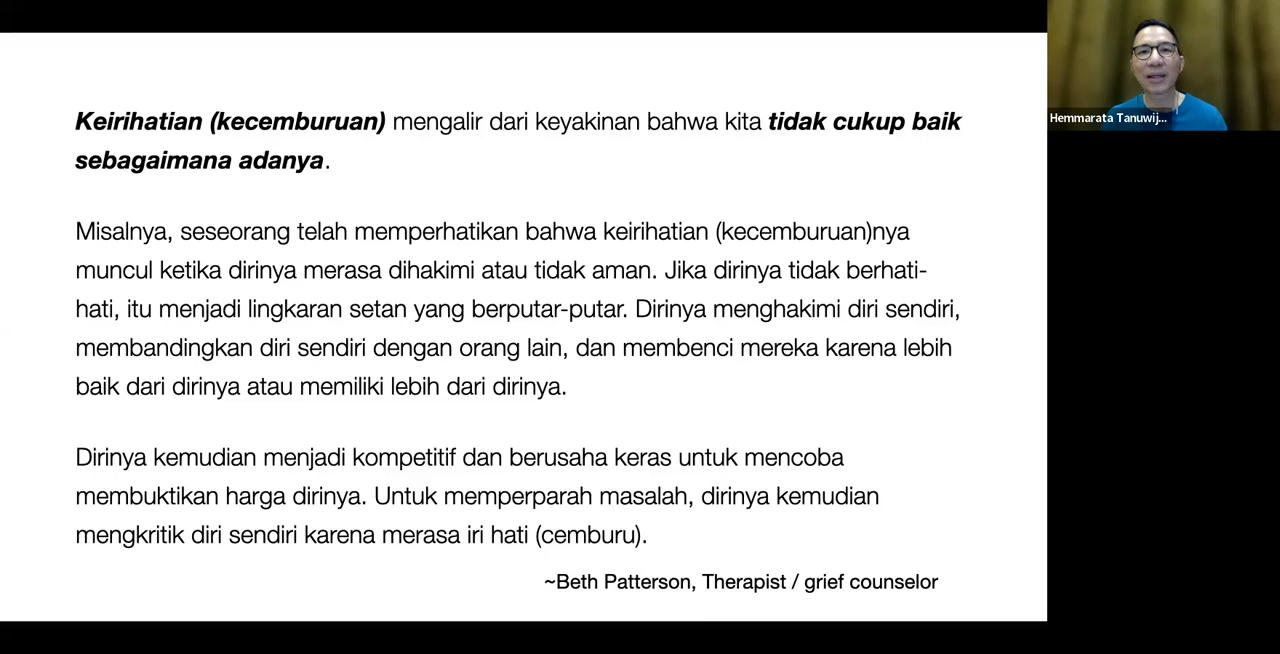 Keirihatian (kecemburuan) mengalir dari keyakinan bahwa kita tidak cukup baik
sebagaimana adanya.
Misalnya, seseorang telah memperhatikan bahwa keirihatian (kecemburuan)nya
muncul ketika dirinya merasa dihakimi atau tidak aman. Jika dirinya tidak berhati-
hati, itu menjadi lingkaran setan yang berputar-putar. Dirinya menghakimi diri sendiri,
membandingkan diri sendiri dengan orang lain, dan membenci mereka karena lebih
baik dari dirinya atau memiliki lebih dari dirinya.
Dirinya kemudian menjadi kompetitif dan berusaha keras untuk mencoba
membuktikan harga dirinya. Untuk memperparah masalah, dirinya kemudian
mengkritik diri sendiri karena merasa iri hati (cemburu).
~Beth Patterson, Therapist / grief counselor
Hemmarata Tanuwij...